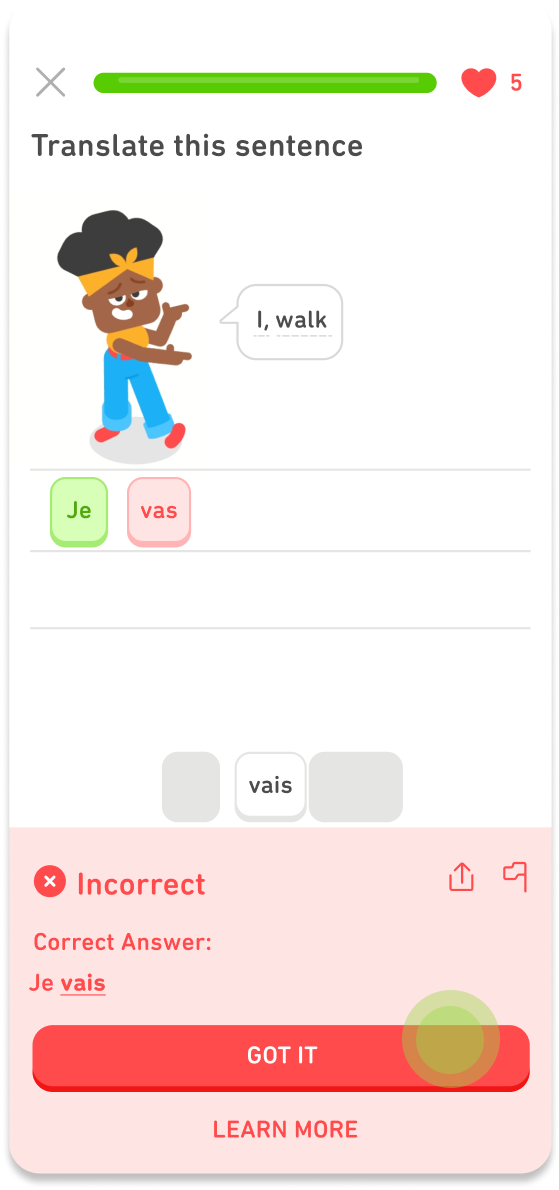 5
Translate this sentence
I, walk
Je vas
vais
Incorrect
Correct Answer:
Je vais
GOT IT
LEARN MORE